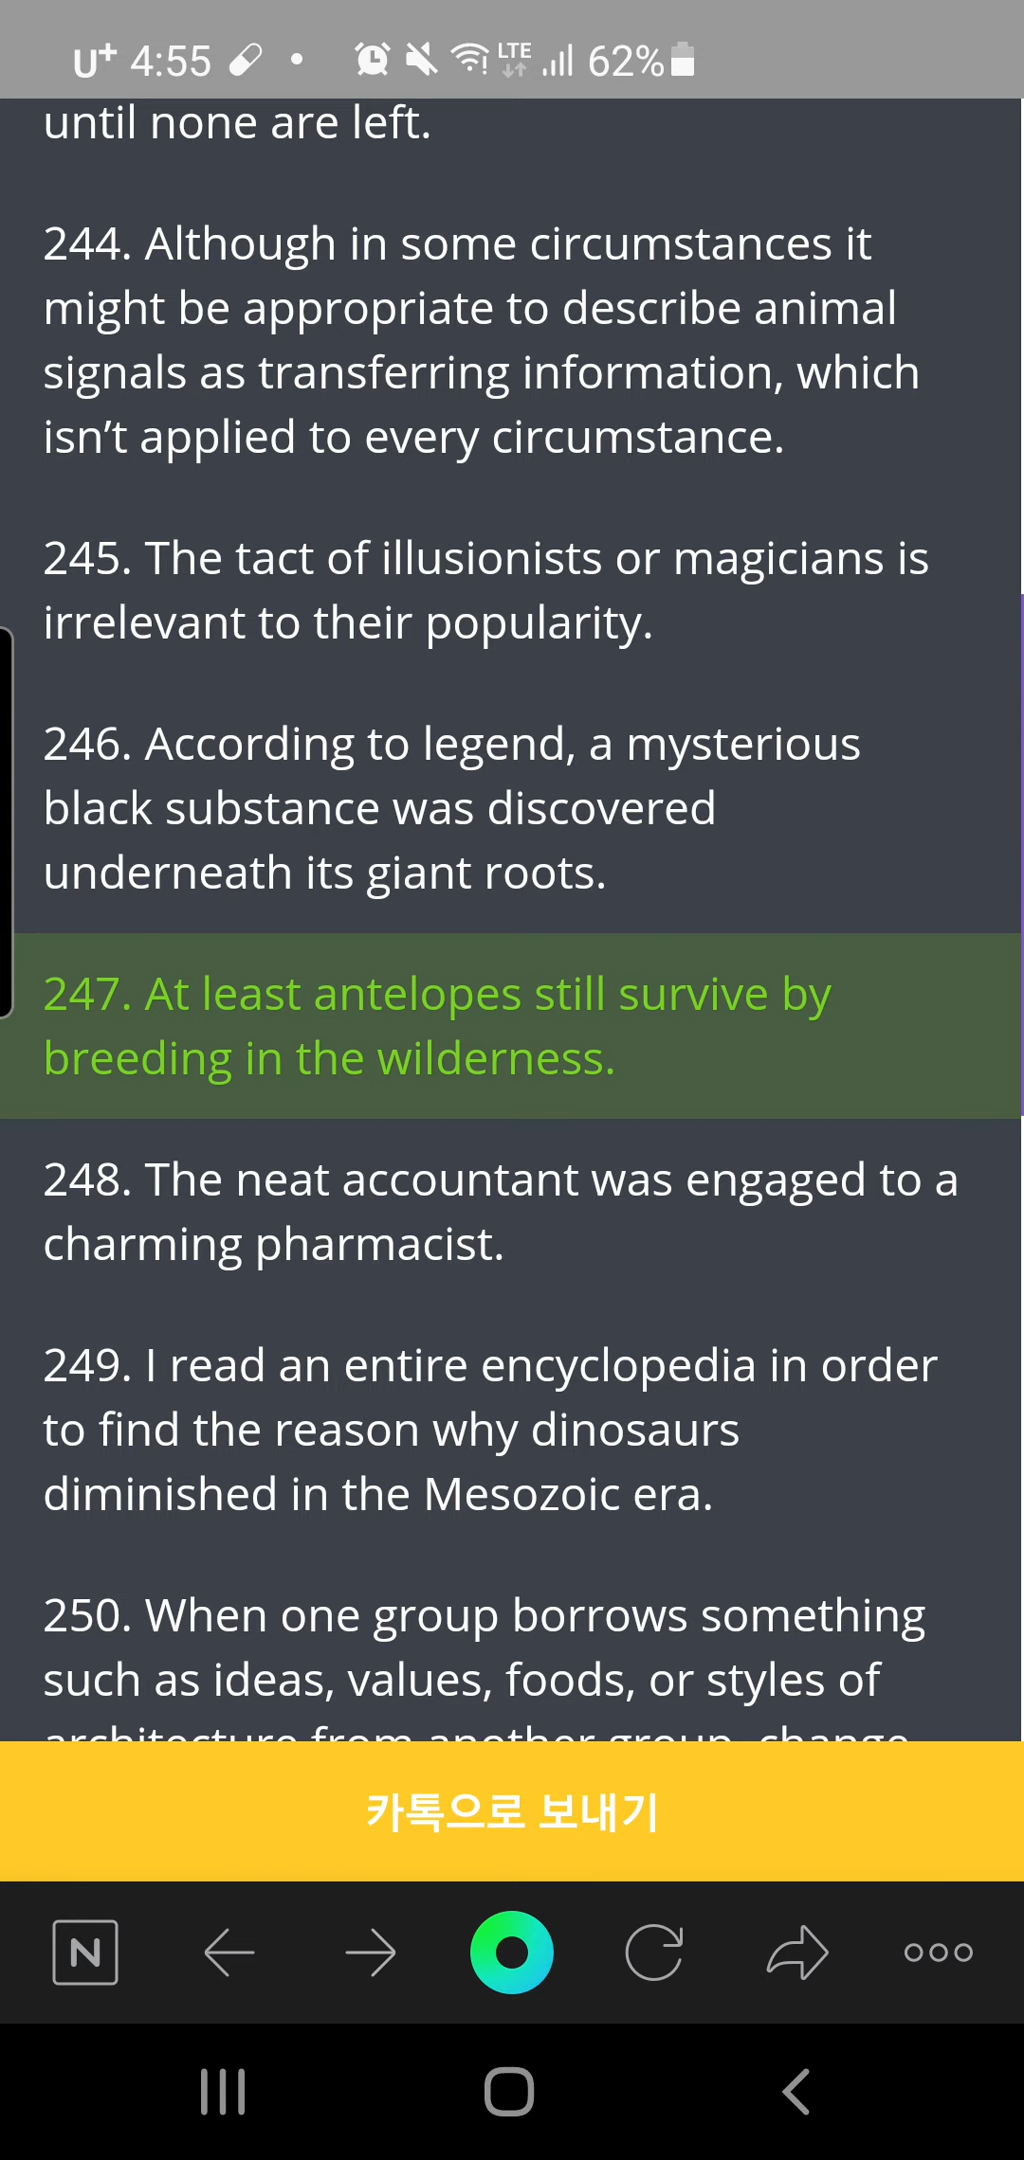 U+ 4:55 LTE 62%
until none are left.
244. Although in some circumstances it
might be appropriate to describe animal
signals as transferring information, which
isn’t applied to every circumstance.
245. The tact of illusionists or magicians is
irrelevant to their popularity.
246. According to legend, a mysterious
black substance was discovered
underneath its giant roots.
247. At least antelopes still survive by
breeding in the wilderness.
248. The neat accountant was engaged to a
charming pharmacist.
249. I read an entire encyclopedia in order
to find the reason why dinosaurs
diminished in the Mesozoic era.
250. When one group borrows something
such as ideas, values, foods, or styles of
architecture from another group, change
카톡으로 보내기
N